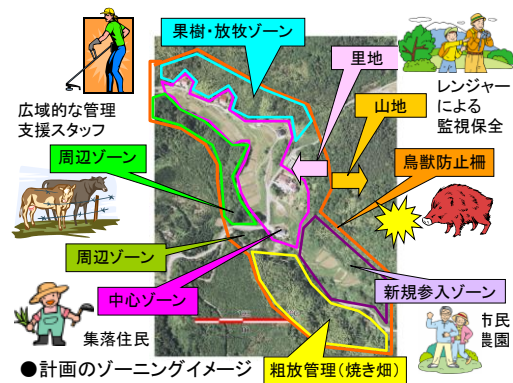 果樹・放牧ゾーン
里地
山地
広域的な管理
支援スタッフ
レンジャー
による
監視保全
周辺ゾーン
鳥獣防止柵
周辺ゾーン
中心ゾーン
新規参入ゾーン
集落住民
市民
農園
●計画のゾーニングイメージ
粗放管理(焼き畑)